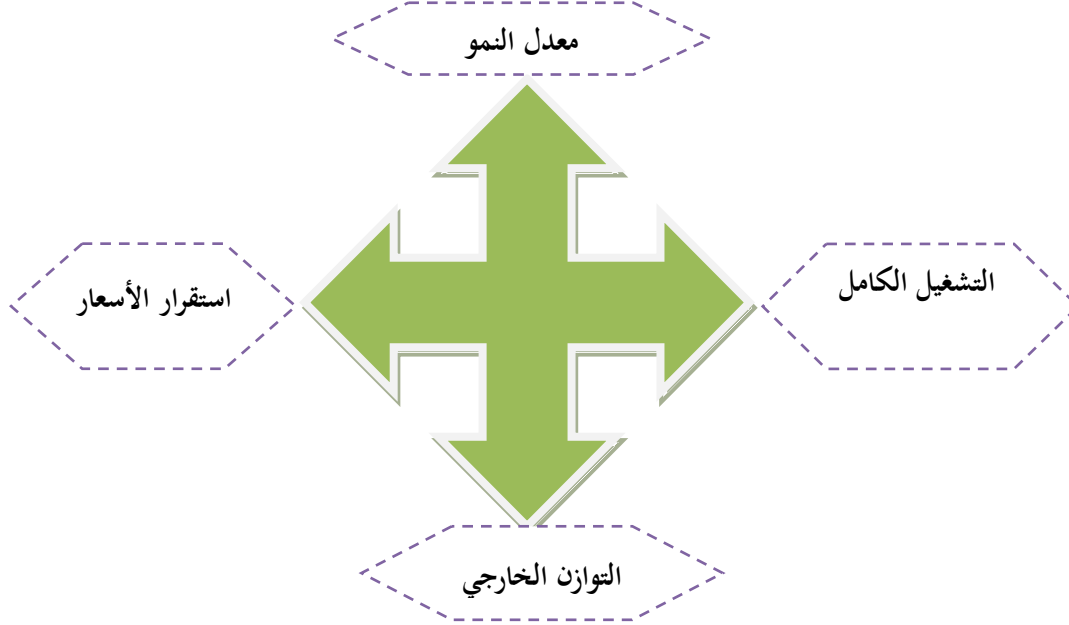 معدل النمو
التشغيل الكامل
استقرار الأسعار
التوازن الخارجي